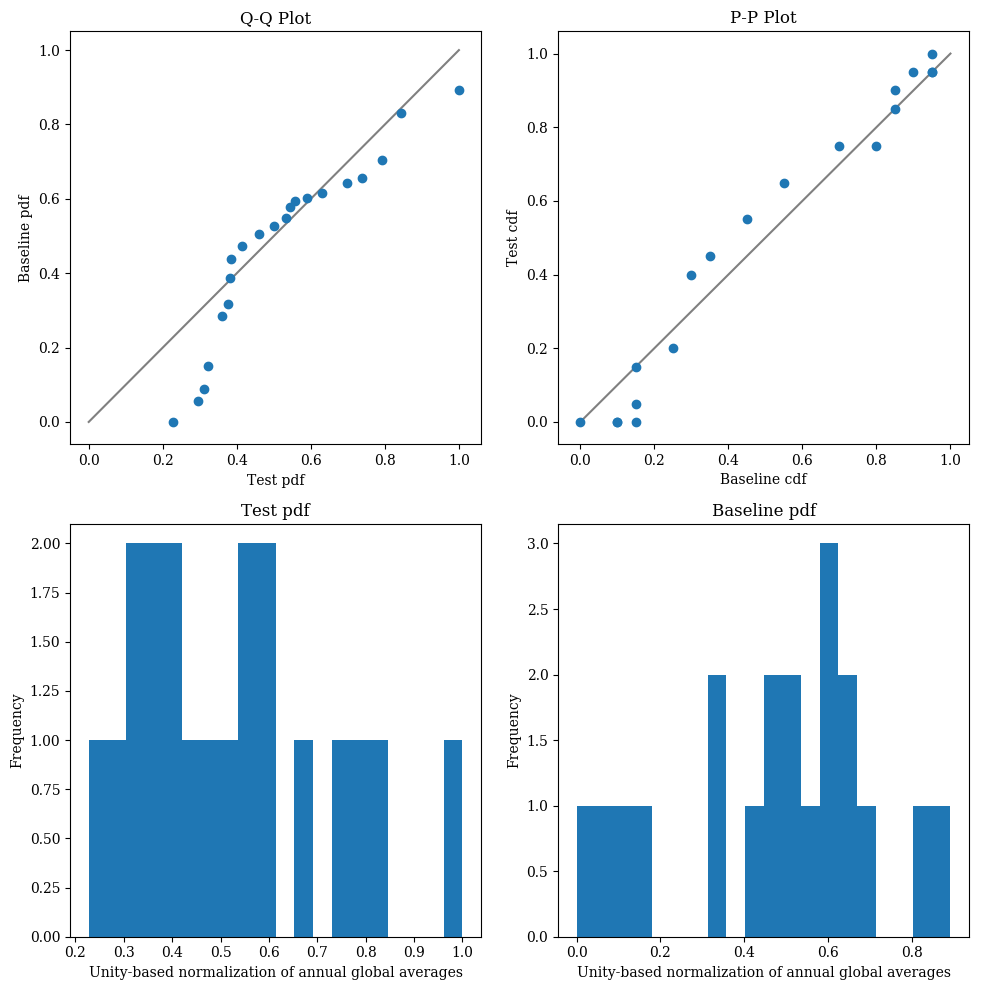 Q-Q Plot
1.0
0.8
0.6
0.4
0.2
0.0
Baseline pdf
0.0 0.2 0.4 0.6 0.8 1.0
Test pdf
P-P Plot
1.0
0.8
0.6
0.4
0.2
0.0
Test cdf
0.0 0.2 0.4 0.6 0.8 1.0
Baseline cdf
Test pdf
2.00
1.75
1.50
1.25
1.00
0.75
0.50
0.25
0.00
Frequency
0.2 0.3 0.4 0.5 0.6 0.7 0.8 0.9 1.0
Unity-based normalization of annual global averages
Baseline pdf
3.0
2.5
2.0
1.5
1.0
0.5
0.0
Frequency
0.0 0.2 0.4 0.6 0.8
Unity-based normalization of annual global averages